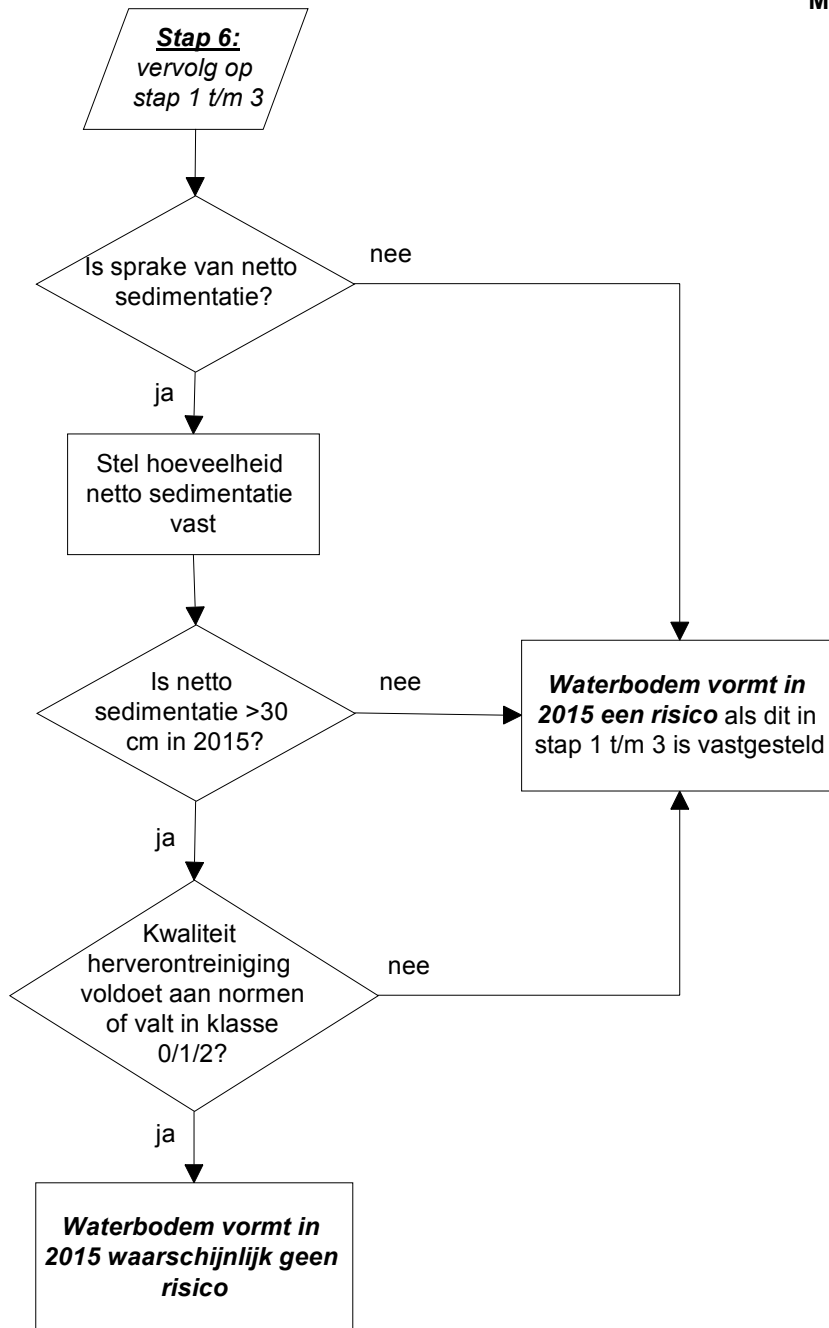 M
Stap 6:
vervolg op
stap 1 t/m 3
Is sprake van netto
sedimentatie?
nee
ja
Stel hoeveelheid
netto sedimentatie
vast
Is netto
sedimentatie >30
cm in 2015?
nee
Waterbodem vormt in
2015 een risico als dit in
stap 1 t/m 3 is vastgesteld
ja
Kwaliteit
herverontreiniging
voldoet aan normen
of valt in klasse
0/1/2?
nee
ja
Waterbodem vormt in
2015 waarschijnlijk geen
risico